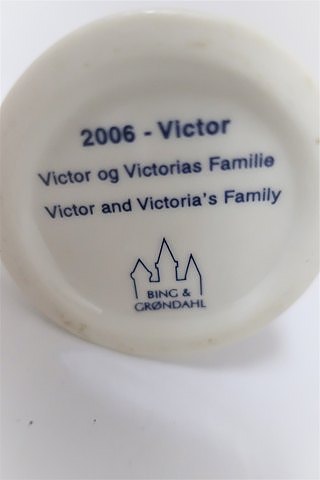 2006 - Victor
Victor og Victorias Familie
Victor and Victoria's Family
BING &
GRØNDAHL